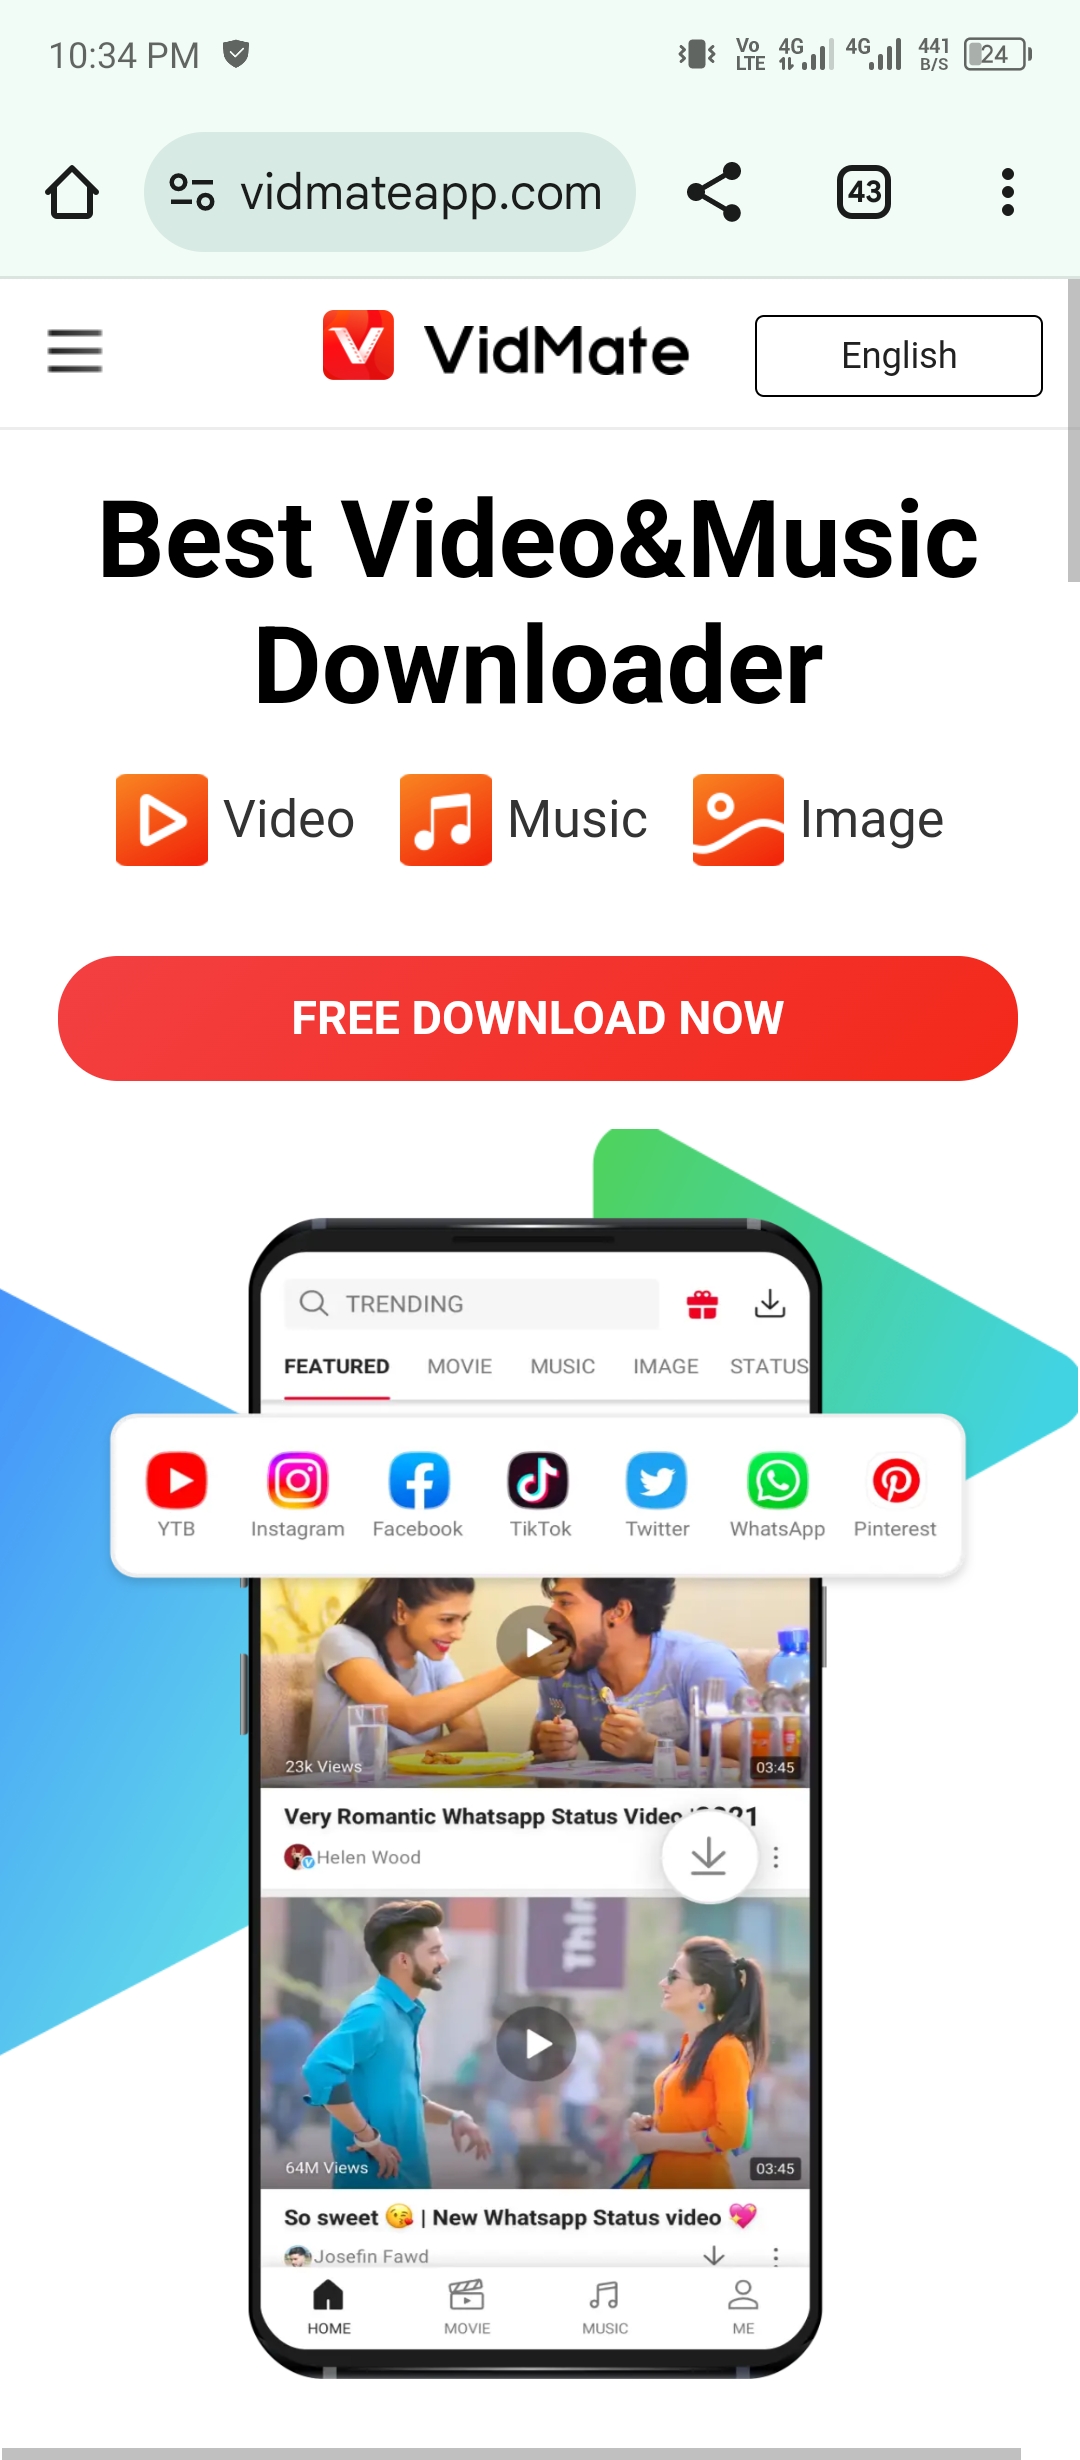 10:34 PM
Vo LTE 4G 4G 441 B/S 24
vidmateapp.com
43
VidMate
English
Best Video&Music
Downloader
Video Music Image
FREE DOWNLOAD NOW
TRENDING
FEATURED MOVIE MUSIC IMAGE STATUS
YTB Instagram Facebook TikTok Twitter WhatsApp Pinterest
23k Views 03:45
Very Romantic Whatsapp Status Video
Helen Wood
Thin
64M Views 03:45
So sweet 😘 | New Whatsapp Status video 💖
Josefin Fawd
HOME MOVIE MUSIC ME